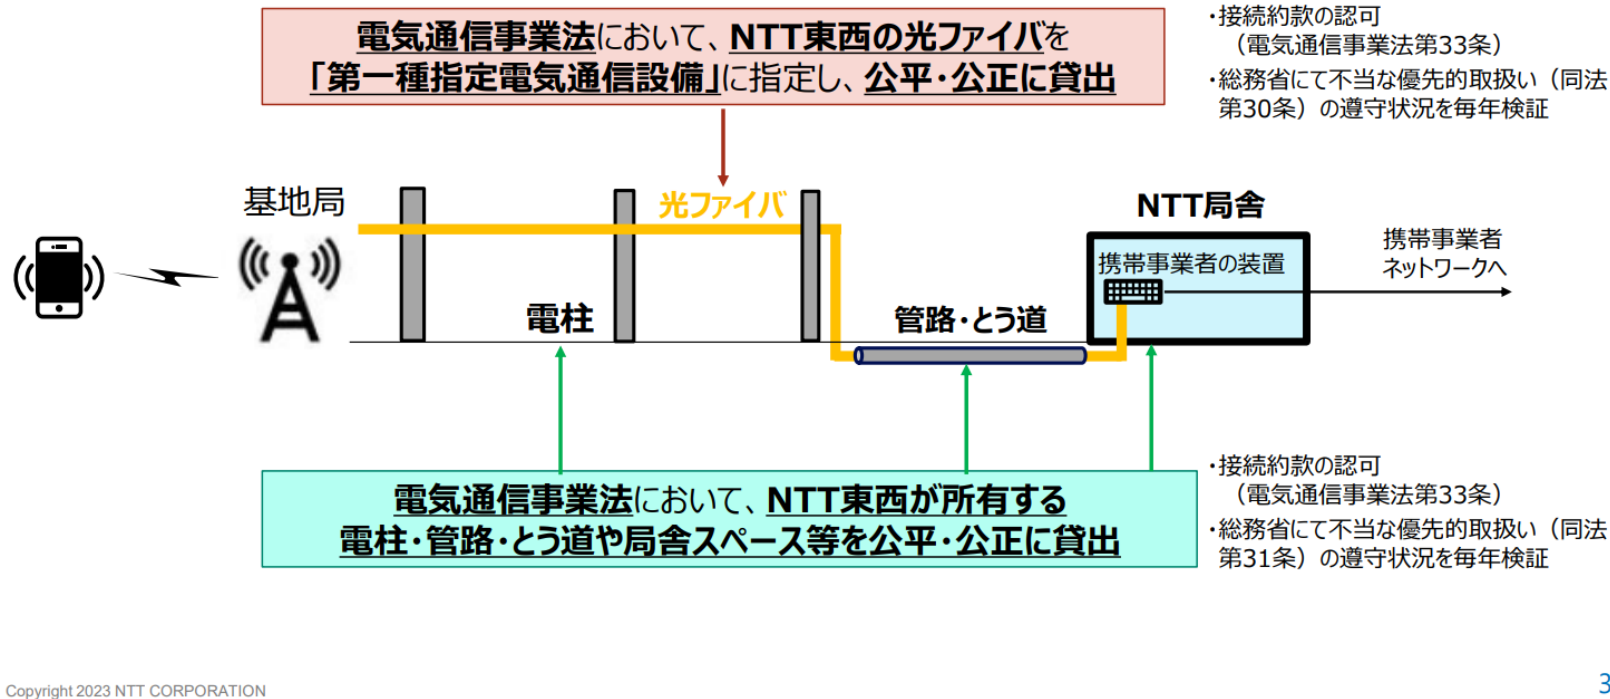 電気通信事業法において、NTT東西の光ファイバを
「第一種指定電気通信設備」に指定し、公平・公正に貸出
・接続約款の認可
（電気通信事業法第33条）
・総務省にて不当な優先的取扱い（同法
第30条）の遵守状況を毎年検証
基地局
光ファイバ
NTT局舎
携帯事業者の装置
携帯事業者
ネットワークへ
電柱
管路・とう道
電気通信事業法において、NTT東西が所有する
電柱・管路・とう道や局舎スペース等を公平・公正に貸出
・接続約款の認可
（電気通信事業法第33条）
・総務省にて不当な優先的取扱い（同法
第31条）の遵守状況を毎年検証
Copyright 2023 NTT CORPORATION
3